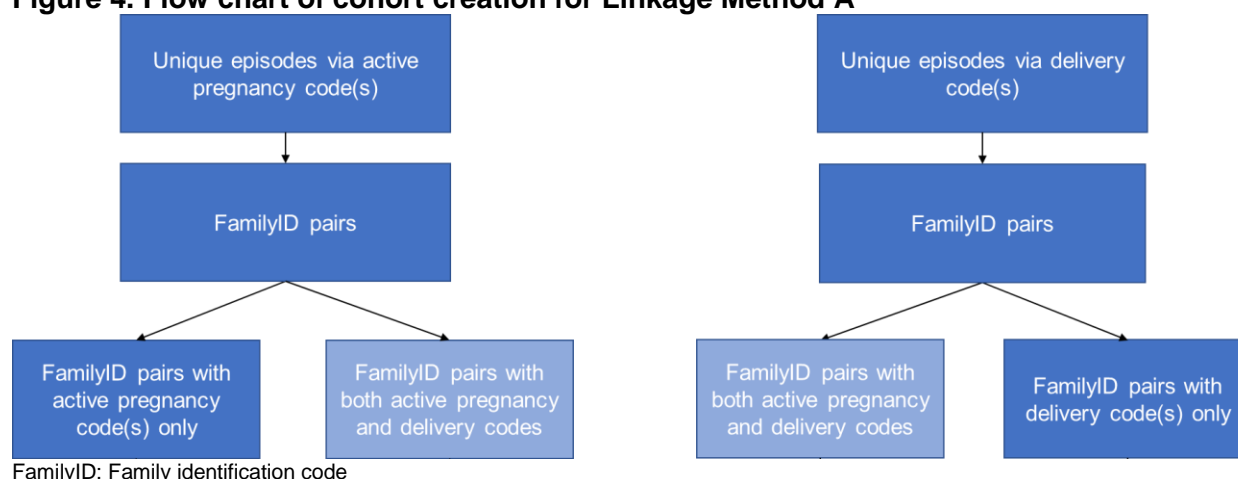 Figure 4. Flow chart of cohort creation for Linkage Method A
Unique episodes via active
pregnancy code(s)
FamilyID pairs
FamilyID pairs with
active pregnancy
code(s) only
FamilyID pairs with
both active pregnancy
and delivery codes
Unique episodes via delivery
code(s)
FamilyID pairs
FamilyID pairs with
both active pregnancy
and delivery codes
FamilyID pairs with
delivery code(s) only
FamilyID: Family identification code